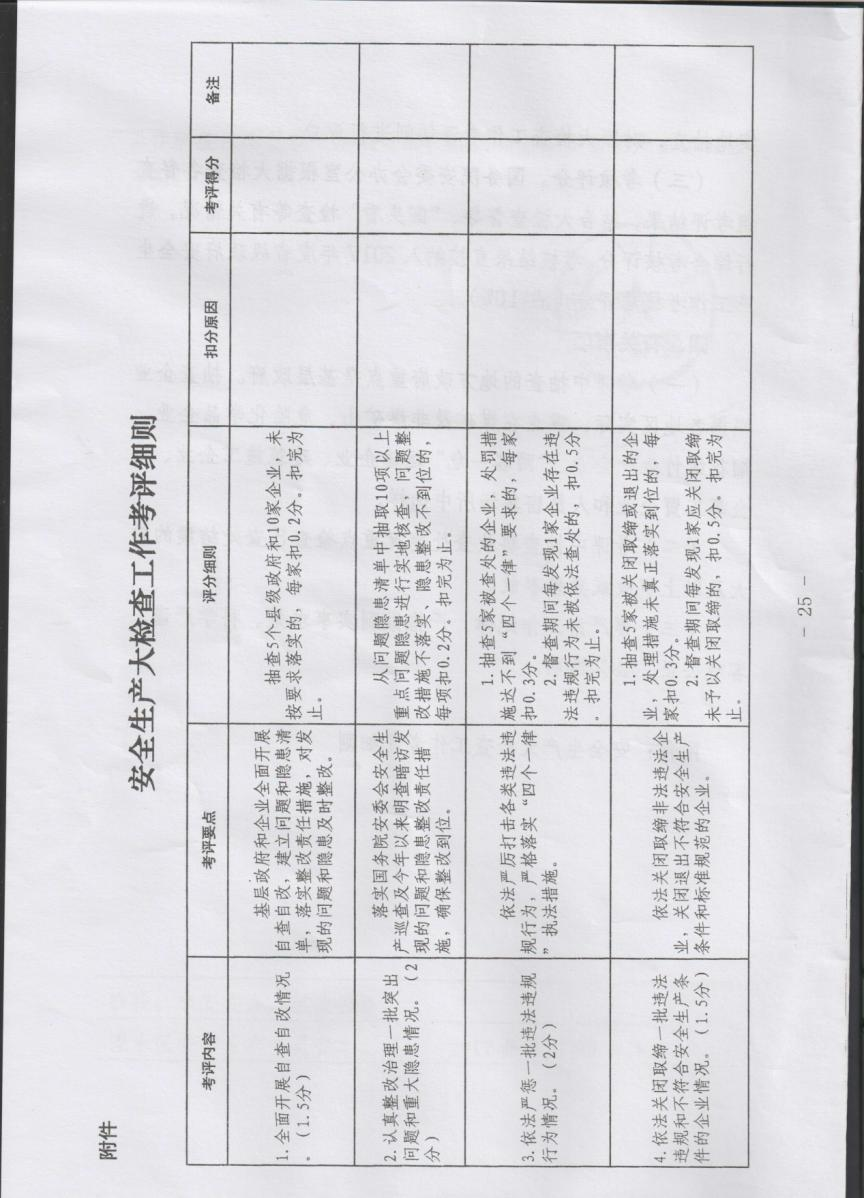 附件
安全生产大检查工作考评细则
考评内容
考评要点
评分细则
扣分原因
考评得分
备注
1.全面开展自查自改情况
。（1.5分）
基层政府和企业全面开展
自查自改，建立问题和隐患清
单，落实整改责任措施，对发
现的问题和隐患及时整改。
抽查5个县级政府和10家企业，未
按要求落实的，每家扣0.2分。扣完为
止。
2.认真整改治理一批突出
问题和重大隐患情况。（2
分）
落实国务院安委会安全生
产巡查及今年以来明查暗访发
现的问题和隐患整改责任措
施，确保整改到位。
从问题隐患清单中抽取10项以上
重点问题隐患进行实地核查，问题整
改措施不落实、隐患整改不到位的，
每项扣0.2分。扣完为止。
3.依法严惩一批违法违规
行为情况。（2分）
依法严厉打击各类违法违
规行为，严格落实“四个一律
”执法措施。
1.抽查5家被查处的企业，处罚措
施达不到“四个一律”要求的，每家
扣0.3分。
2.督查期间每发现1家企业存在违
法违规行为未被依法查处的，扣0.5分
。扣完为止。
4.依法关闭取缔一批违法
违规和不符合安全生产条
件的企业情况。（1.5分）
依法关闭取缔非法违法企
业，关闭退出不符合安全生产
条件和标准规范的企业。
1.抽查5家被关闭取缔或退出的企
业，处理措施未真正落实到位的，每
家扣0.3分。
2.督查期间每发现1家应关闭取缔
未予以关闭取缔的，扣0.5分。扣完为
止。
- 25 -